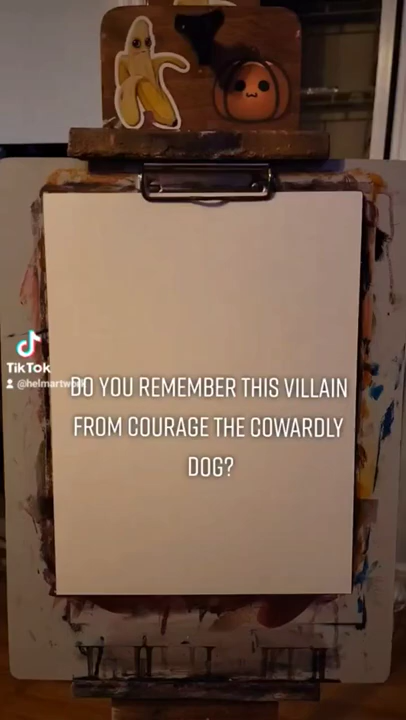 TikTok
@helmartwork
DO YOU REMEMBER THIS VILLAIN
FROM COURAGE THE COWARDLY
DOG?